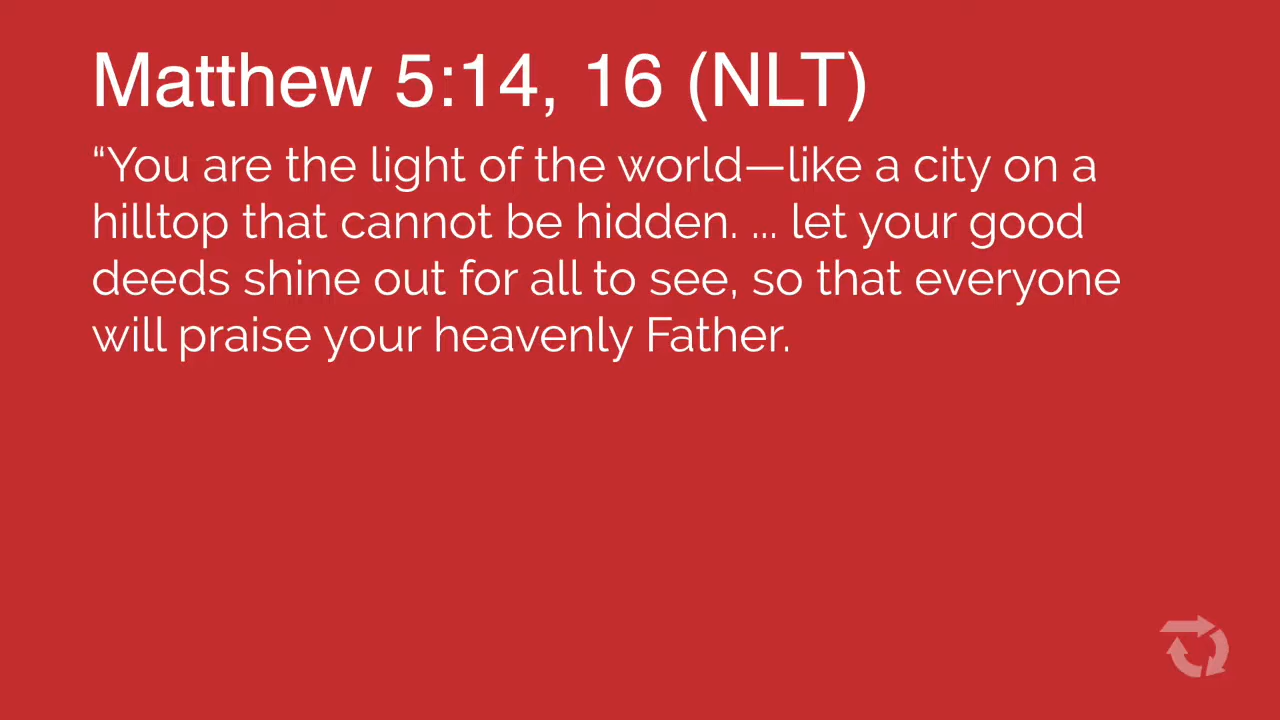 Matthew 5:14, 16 (NLT)
“You are the light of the world—like a city on a
hilltop that cannot be hidden. ... let your good
deeds shine out for all to see, so that everyone
will praise your heavenly Father.